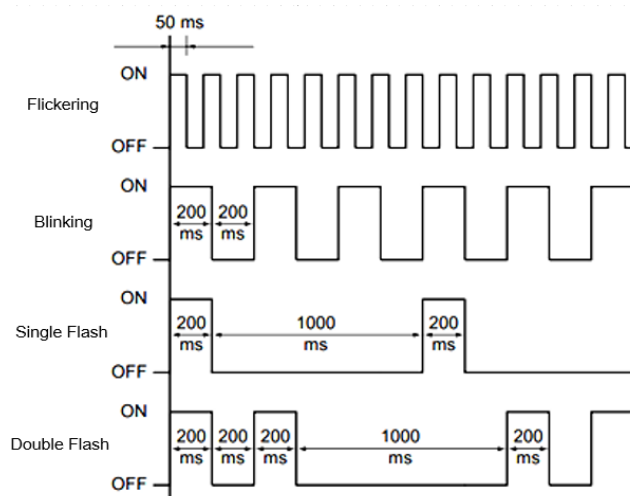 50 ms
ON
Flickering
OFF
ON
200 200
Blinking
ms ms
OFF
ON
200 1000 200
Single Flash
ms ms ms
OFF
ON
200 200 200 1000 200
Double Flash
ms ms ms ms ms
OFF